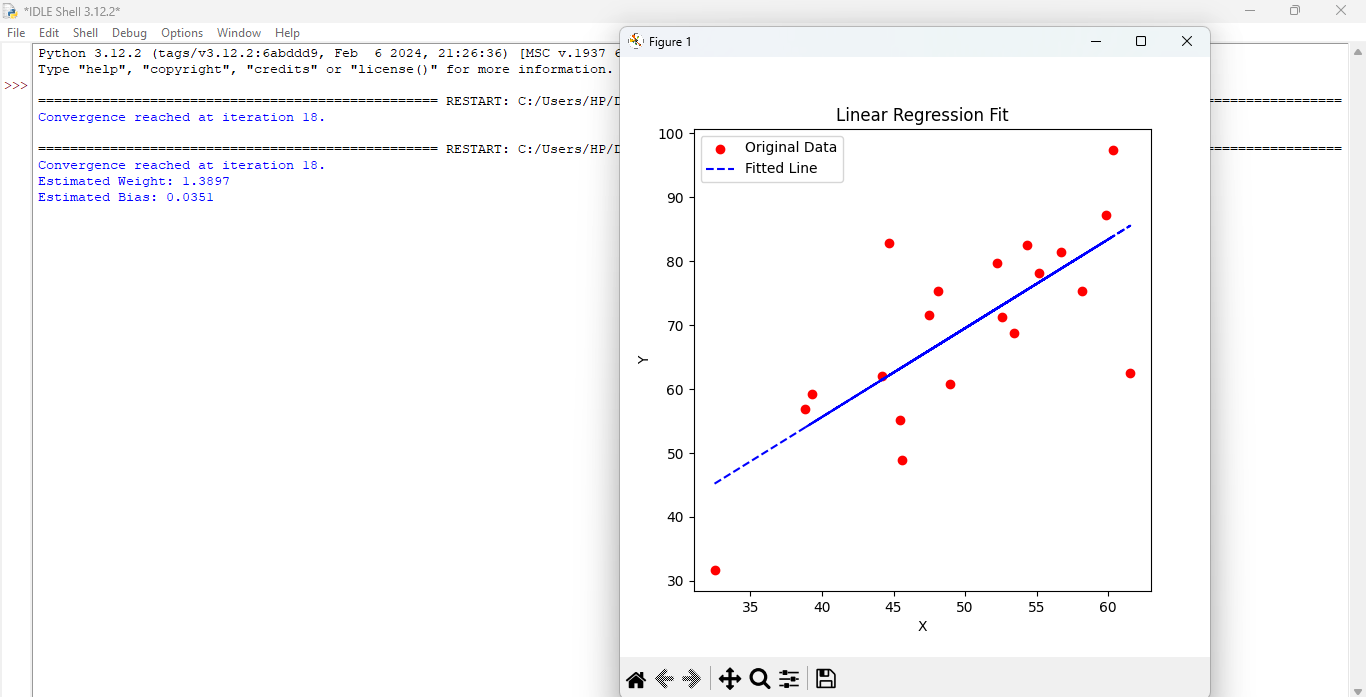 *IDLE Shell 3.12.2*
File Edit Shell Debug Options Window Help
Python 3.12.2 (tags/v3.12.2:6abddd9, Feb  6 2024, 21:26:36) [MSC v.1937
Type "help", "copyright", "credits" or "license()" for more information.
>>>
================================================== RESTART: C:/Users/HP/
Convergence reached at iteration 18.
================================================== RESTART: C:/Users/HP/
Convergence reached at iteration 18.
Estimated Weight: 1.3897
Estimated Bias: 0.0351
Figure 1
Linear Regression Fit
Original Data
Fitted Line
100
90
80
70
60
50
40
30
Y
35 40 45 50 55 60
X